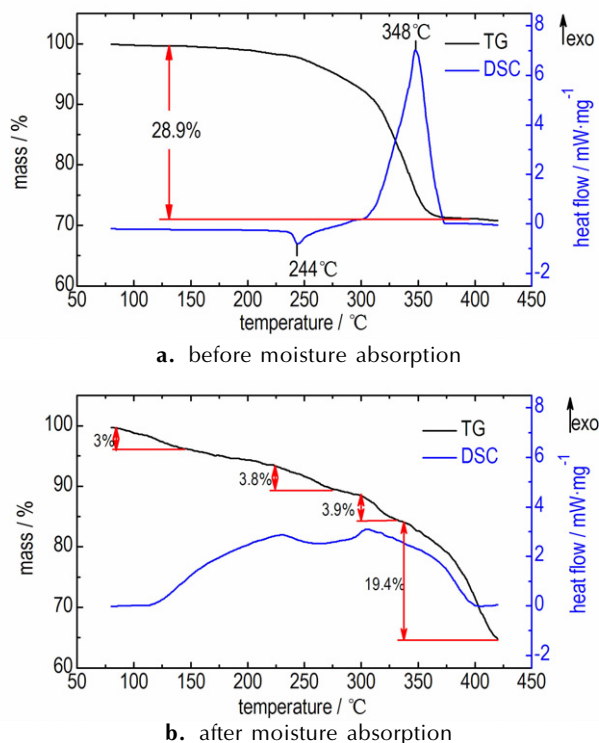 348℃
TG
DSC
exo
28.9%
244℃
mass / %
100
90
80
70
60
50 100 150 200 250 300 350 400 450
temperature / ℃
8
6
4
2
0
-2
heat flow / mW·mg⁻¹
a. before moisture absorption
TG
DSC
exo
3%
3.8%
3.9%
19.4%
mass / %
100
90
80
70
60
50 100 150 200 250 300 350 400 450
temperature / ℃
8
6
4
2
0
-2
heat flow / mW·mg⁻¹
b. after moisture absorption